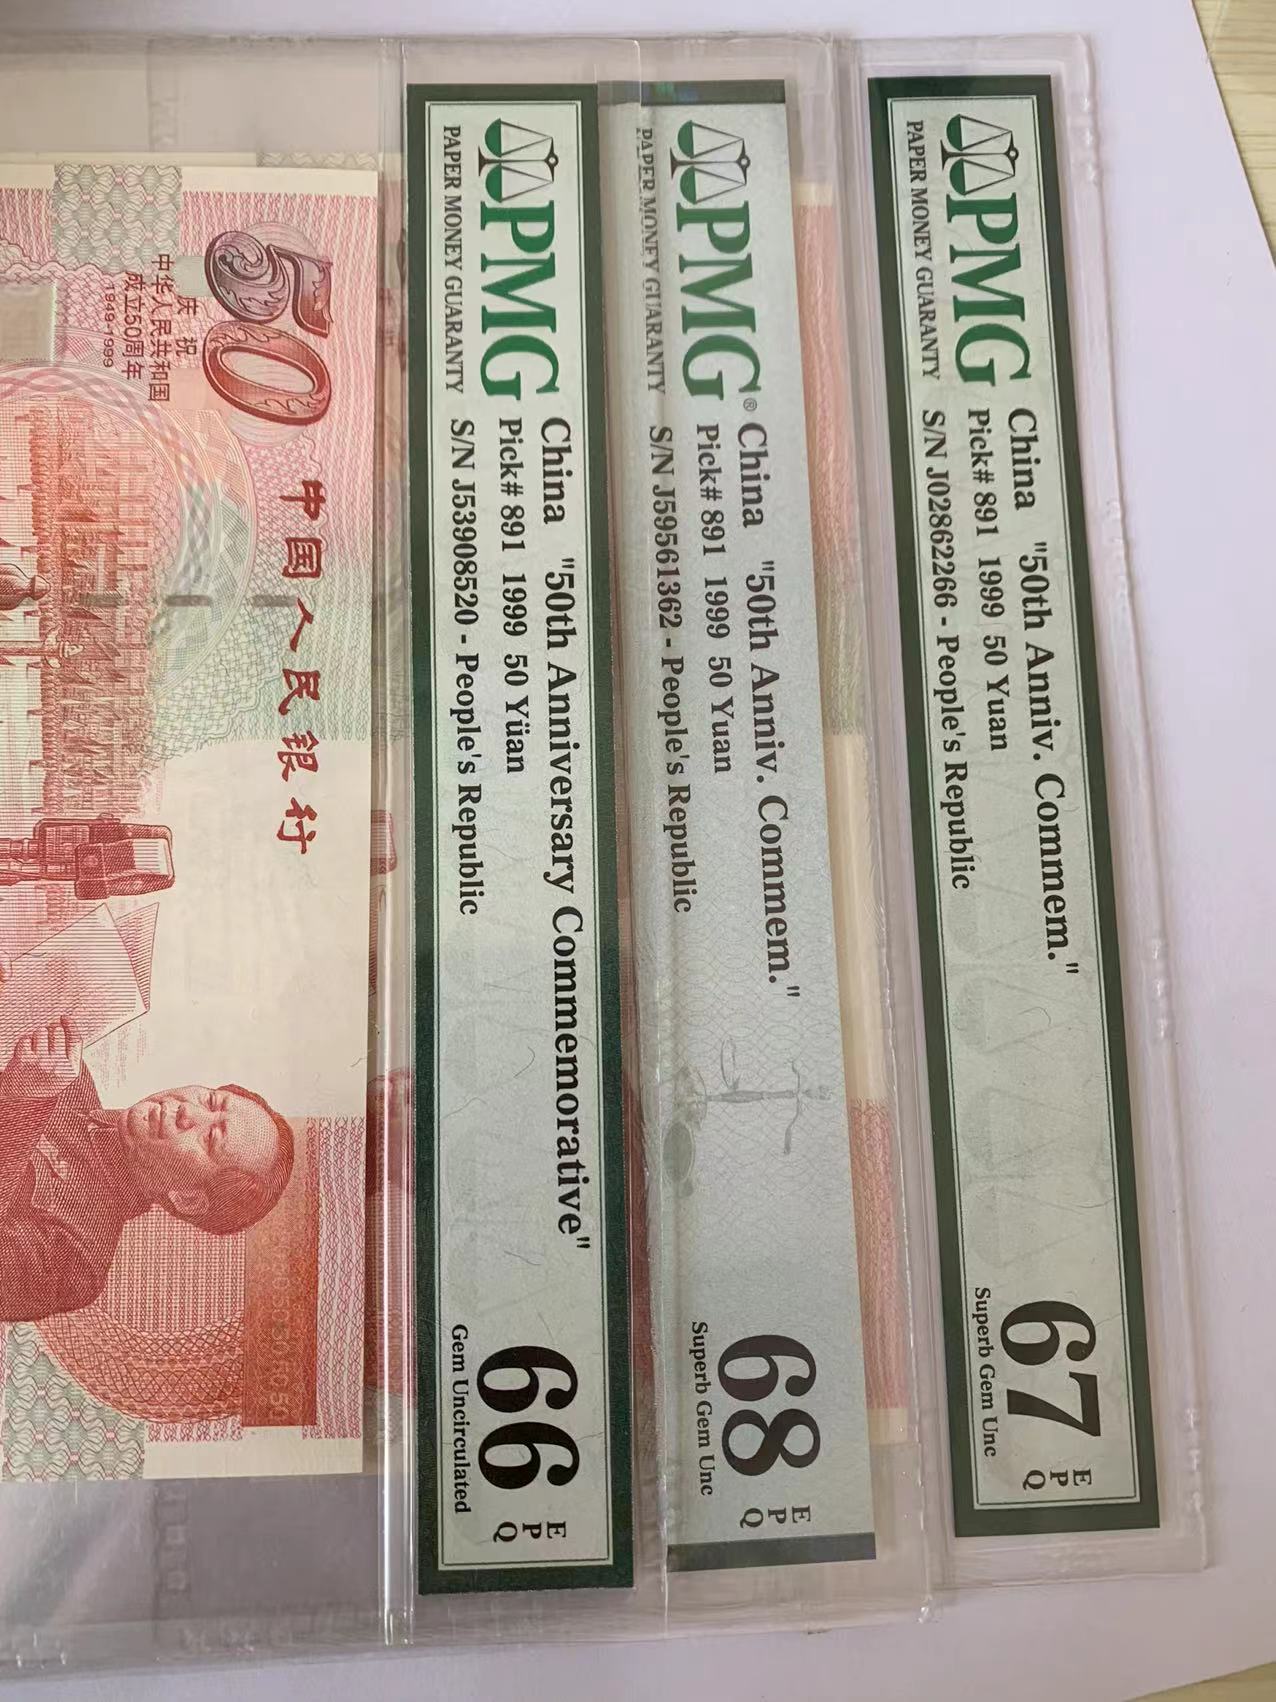 PMG
PAPER MONEY GUARANTY
China "50th Anniv. Commem."
Pick# 891 1999 50 Yuan
S/N J02862266 - People's Republic
67
E
P
Q
Superb Gem Unc
PMG®
PAPER MONEY GUARANTY
China "50th Anniv. Commem."
Pick# 891 1999 50 Yuan
S/N J59561362 - People's Republic
68
E
P
Q
Superb Gem Unc
PMG
PAPER MONEY GUARANTY
China "50th Anniversary Commemorative"
Pick# 891 1999 50 Yüan
S/N J53908520 - People's Republic
66
E
P
Q
Gem Uncirculated
中国人民银行
50
庆祝
中华人民共和国
成立50周年
1949-1999